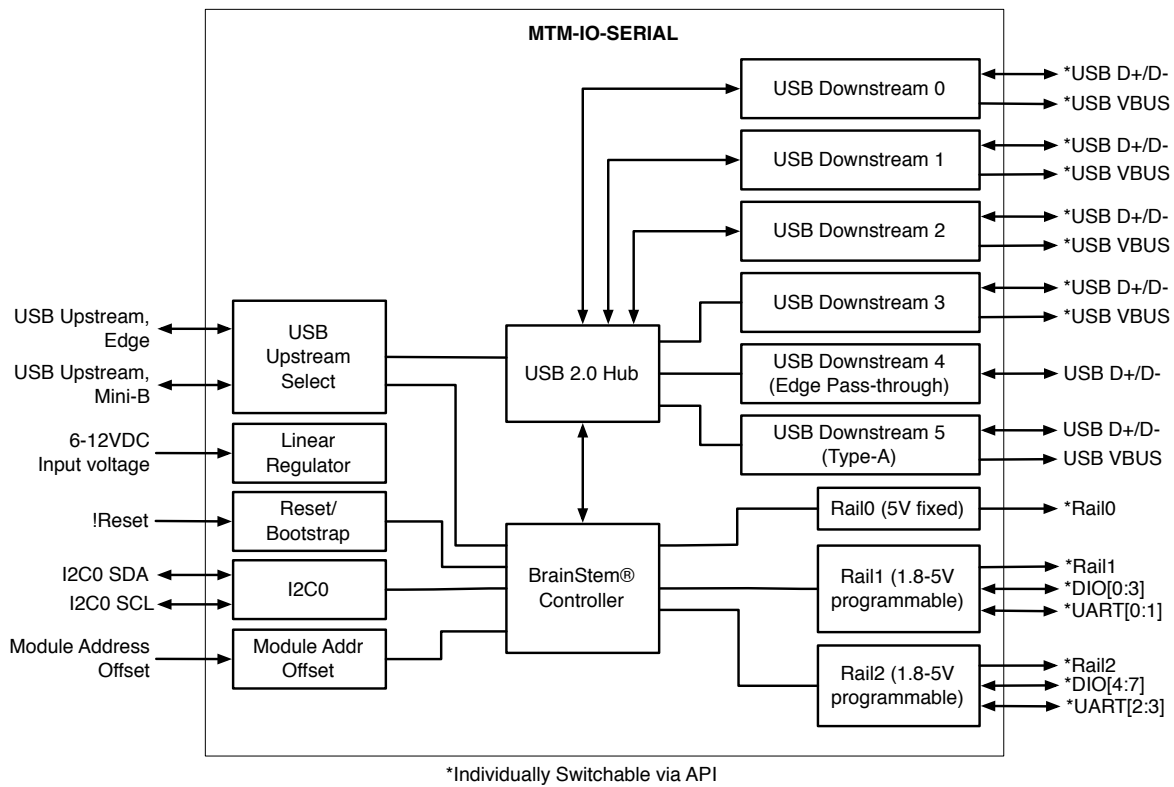 MTM-IO-SERIAL
USB Downstream 0
*USB D+/D-
*USB VBUS
USB Downstream 1
*USB D+/D-
*USB VBUS
USB Downstream 2
*USB D+/D-
*USB VBUS
USB Downstream 3
*USB D+/D-
*USB VBUS
USB Upstream,
Edge
USB Upstream,
Mini-B
USB
Upstream
Select
USB 2.0 Hub
USB Downstream 4
(Edge Pass-through)
USB D+/D-
USB Downstream 5
(Type-A)
USB D+/D-
USB VBUS
6-12VDC
Input voltage
Linear
Regulator
!Reset
Reset/
Bootstrap
I2C0 SDA
I2C0 SCL
I2C0
Module Address
Offset
Module Addr
Offset
BrainStem®
Controller
Rail0 (5V fixed)
*Rail0
Rail1 (1.8-5V
programmable)
*Rail1
*DIO[0:3]
*UART[0:1]
Rail2 (1.8-5V
programmable)
*Rail2
*DIO[4:7]
*UART[2:3]
*Individually Switchable via API